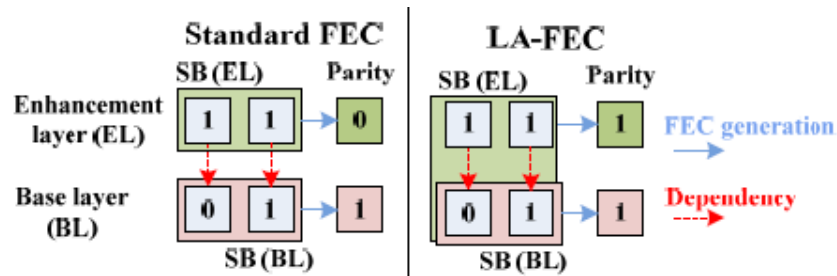 Standard FEC
SB (EL)
Parity
Enhancement
layer (EL)
1 1 0
Base layer
(BL)
0 1 1
SB (BL)
LA-FEC
SB (EL)
Parity
1 1 1
0 1 1
SB (BL)
FEC generation
Dependency